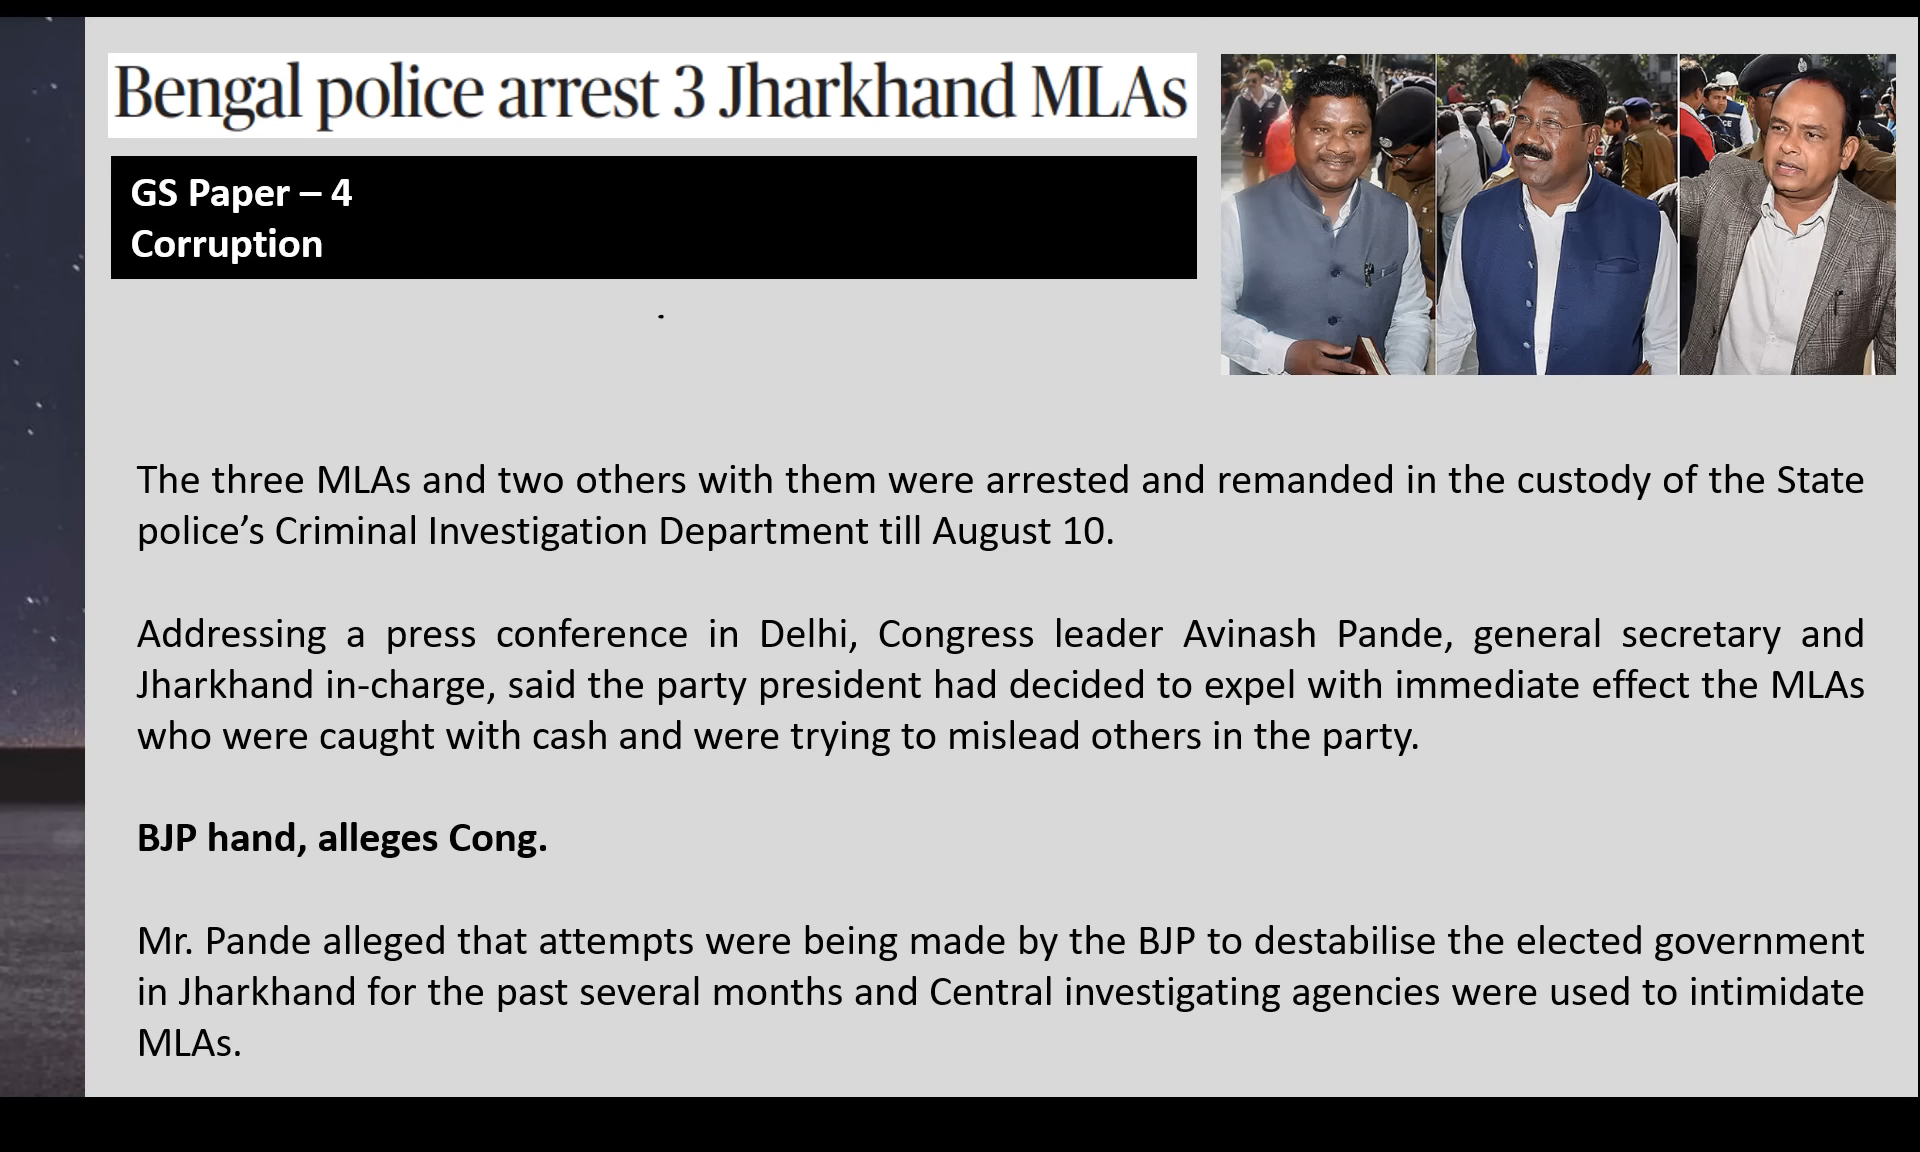 Bengal police arrest 3 Jharkhand MLAs
GS Paper – 4
Corruption
The three MLAs and two others with them were arrested and remanded in the custody of the State
police’s Criminal Investigation Department till August 10.
Addressing a press conference in Delhi, Congress leader Avinash Pande, general secretary and
Jharkhand in-charge, said the party president had decided to expel with immediate effect the MLAs
who were caught with cash and were trying to mislead others in the party.
BJP hand, alleges Cong.
Mr. Pande alleged that attempts were being made by the BJP to destabilise the elected government
in Jharkhand for the past several months and Central investigating agencies were used to intimidate
MLAs.